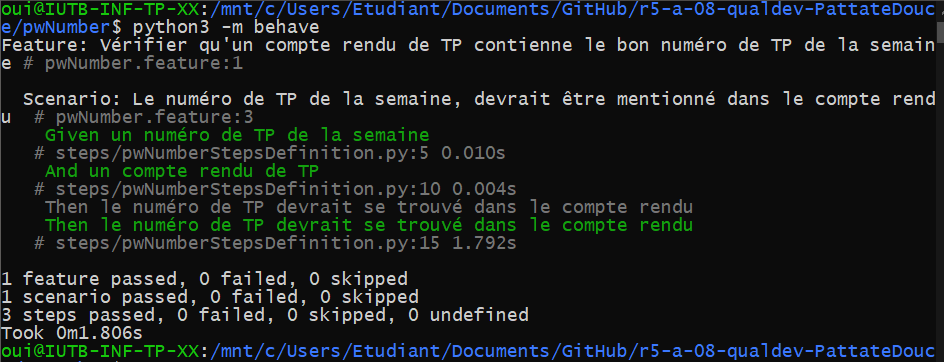 oui@IUTB-INF-TP-XX:/mnt/c/Users/Etudiant/Documents/GitHub/r5-a-08-qualdev-PattateDouc
e/pwNumber$ python3 -m behave
Feature: Vérifier qu'un compte rendu de TP contienne le bon numéro de TP de la semain
e # pwNumber.feature:1
  Scenario: Le numéro de TP de la semaine, devrait être mentionné dans le compte rend
u  # pwNumber.feature:3
    Given un numéro de TP de la semaine
   # steps/pwNumberStepsDefinition.py:5 0.010s
    And un compte rendu de TP
   # steps/pwNumberStepsDefinition.py:10 0.004s
    Then le numéro de TP devrait se trouvé dans le compte rendu
    Then le numéro de TP devrait se trouvé dans le compte rendu
   # steps/pwNumberStepsDefinition.py:15 1.792s
1 feature passed, 0 failed, 0 skipped
1 scenario passed, 0 failed, 0 skipped
3 steps passed, 0 failed, 0 skipped, 0 undefined
Took 0m1.806s
oui@IUTB-INF-TP-XX:/mnt/c/Users/Etudiant/Documents/GitHub/r5-a-08-qualdev-PattateDouc